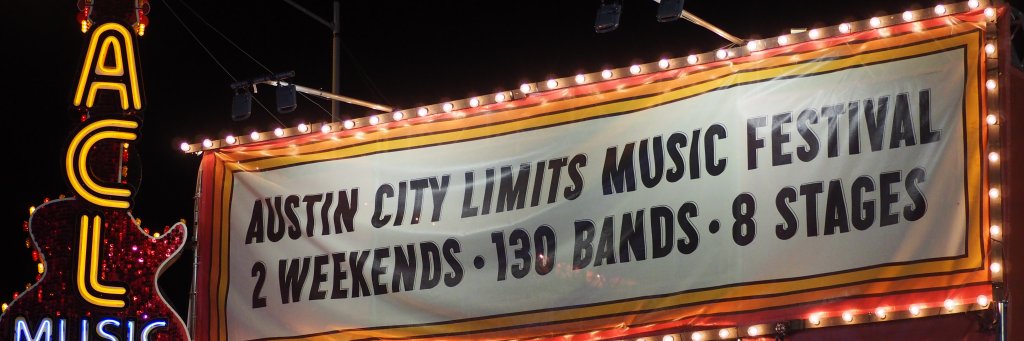 ACL
MUSIC
AUSTIN CITY LIMITS MUSIC FESTIVAL
2 WEEKENDS • 130 BANDS • 8 STAGES